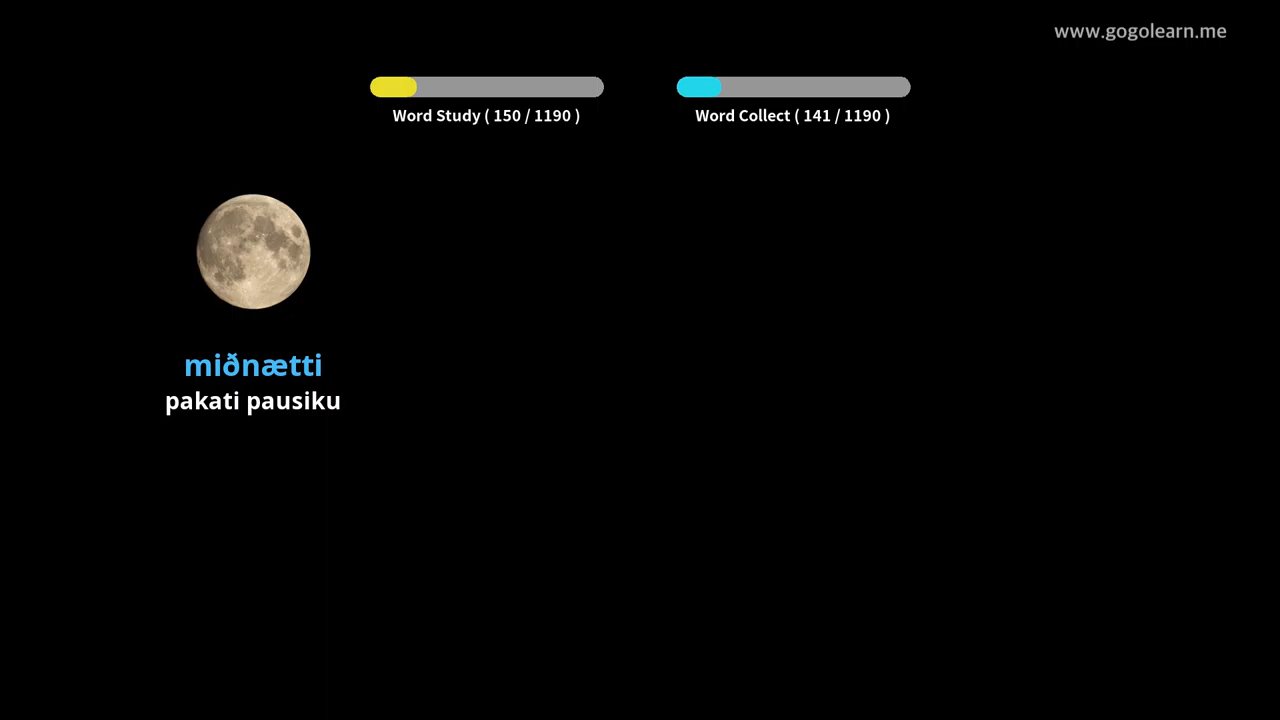 www.gogolearn.me
Word Study ( 150 / 1190 )
Word Collect ( 141 / 1190 )
miðnætti
pakati pausiku